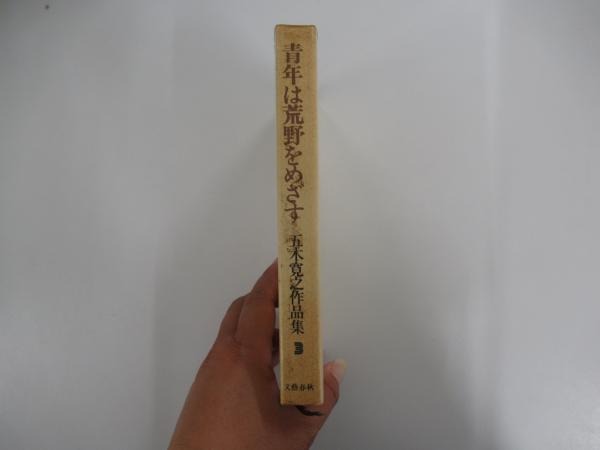 青年は荒野をめざす
五木寛之作品集
3
文藝春秋